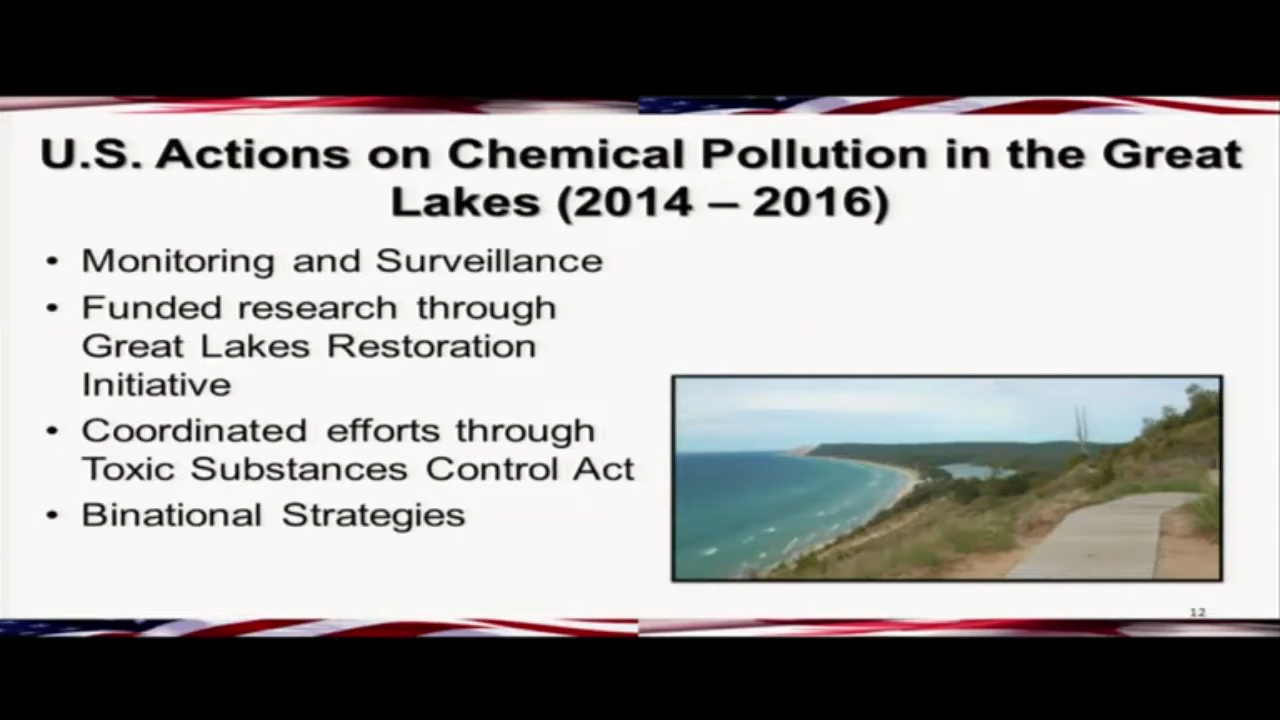 U.S. Actions on Chemical Pollution in the Great
Lakes (2014 – 2016)
• Monitoring and Surveillance
• Funded research through
Great Lakes Restoration
Initiative
• Coordinated efforts through
Toxic Substances Control Act
• Binational Strategies
12